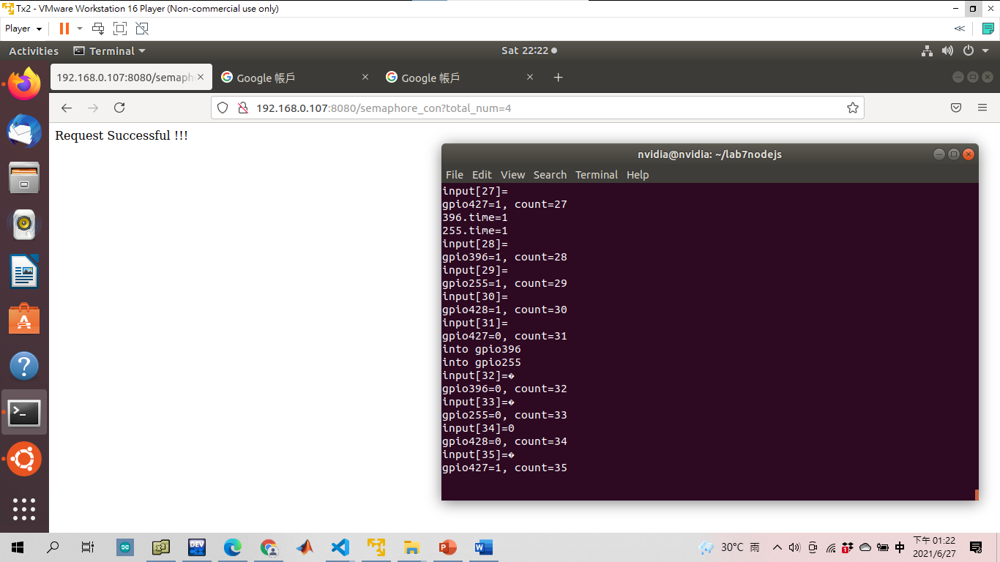 Tx2 - VMware Workstation 16 Player (Non-commercial use only)
Player
Activities
Terminal
Sat 22:22
192.168.0.107:8080/semaph
Google 帳戶
Google 帳戶
192.168.0.107:8080/semaphore_con?total_num=4
Request Successful !!!
nvidia@nvidia: ~/lab7nodejs
File Edit View Search Terminal Help
input[27]=
gpio427=1, count=27
396.time=1
255.time=1
input[28]=
gpio396=1, count=28
input[29]=
gpio255=1, count=29
input[30]=
gpio428=1, count=30
input[31]=
gpio427=0, count=31
into gpio396
into gpio255
input[32]=�
gpio396=0, count=32
input[33]=�
gpio255=0, count=33
input[34]=0
gpio428=0, count=34
input[35]=�
gpio427=1, count=35
DEV
C++
30°C 雨
中
下午 01:22
2021/6/27